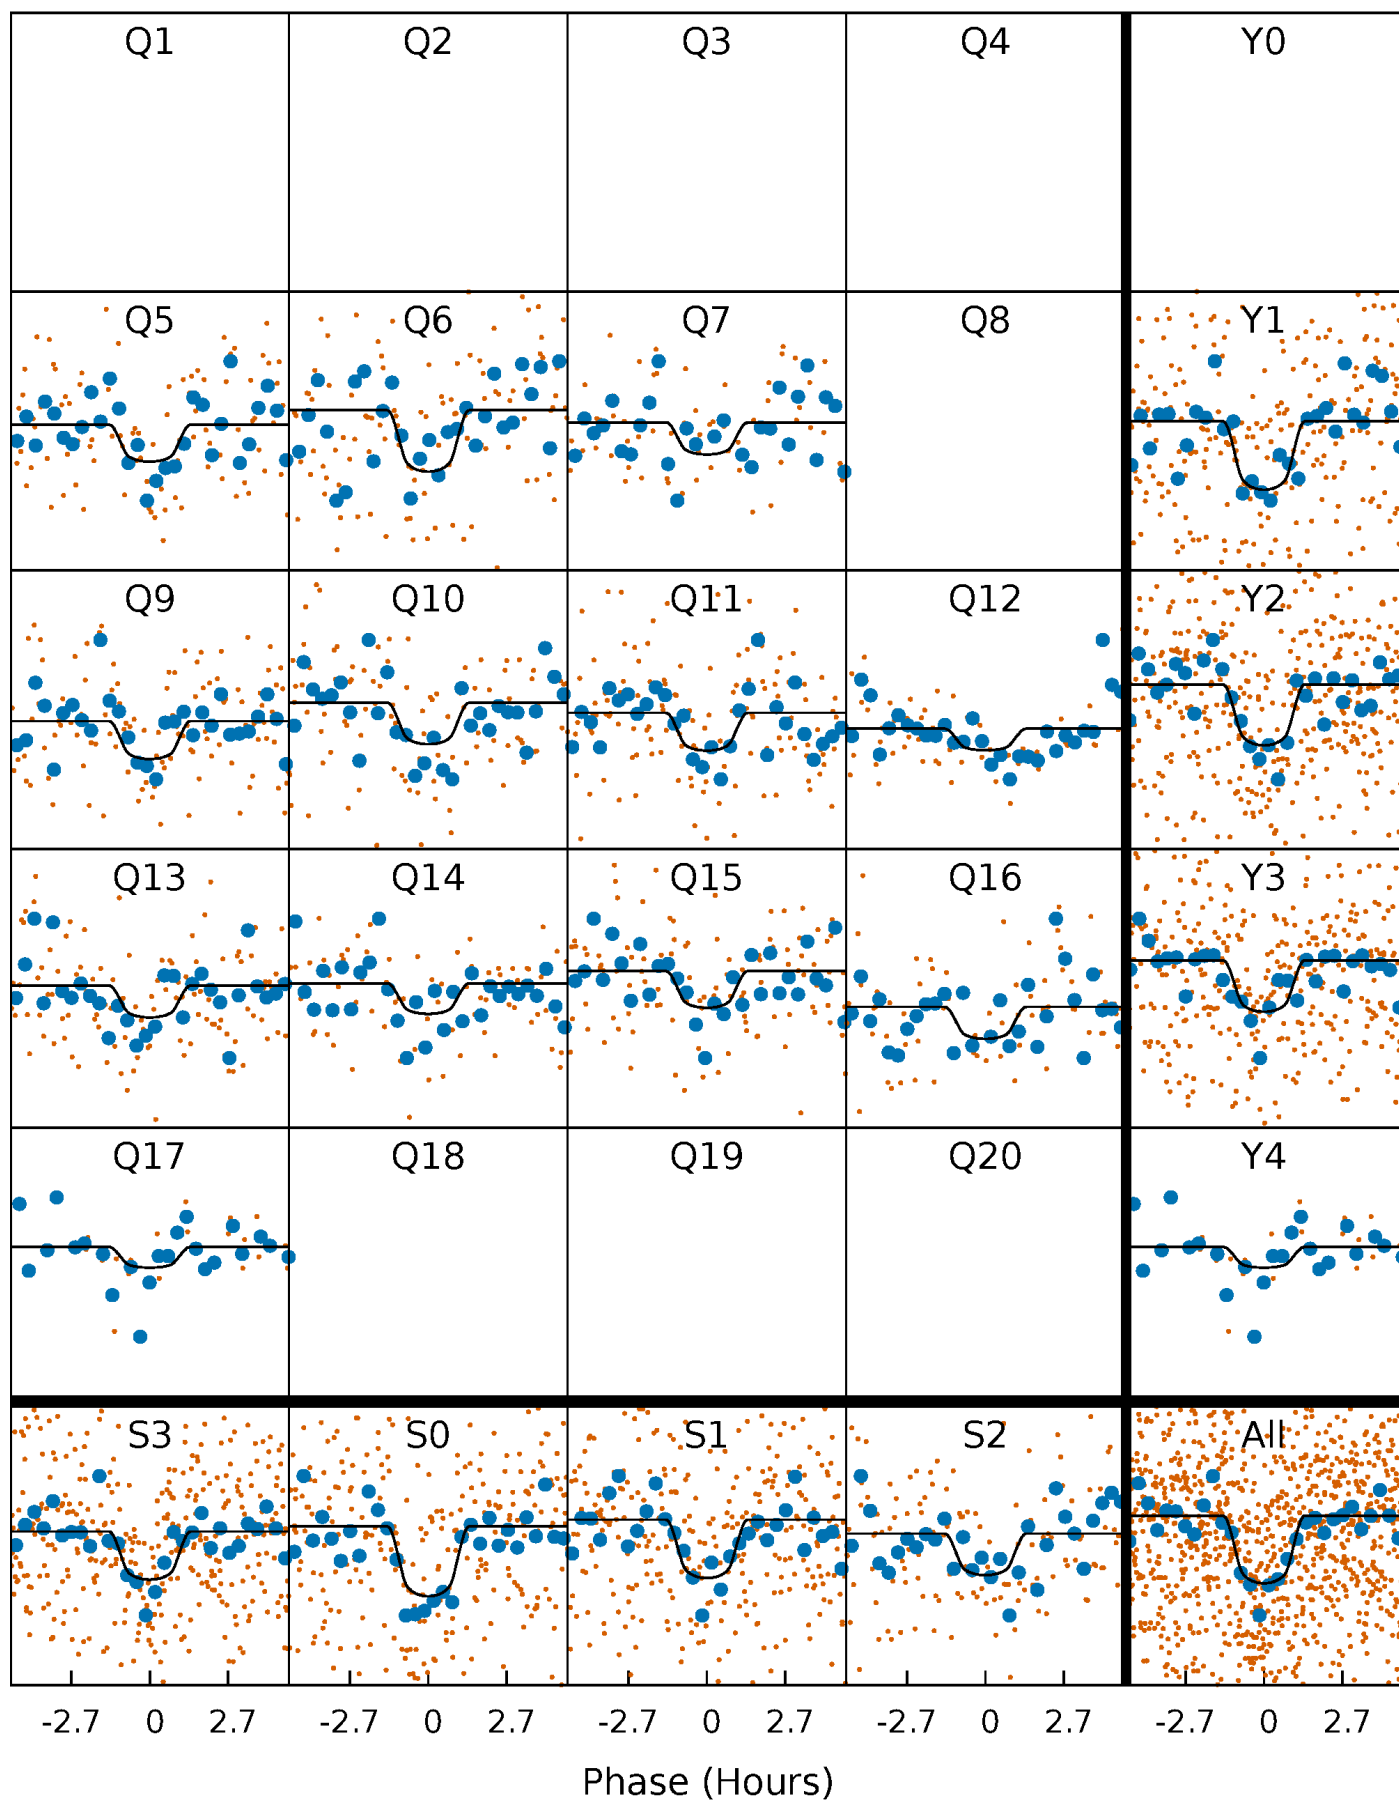 Q1 Q2 Q3 Q4 Y0
Q5 Q6 Q7 Q8 Y1
Q9 Q10 Q11 Q12 Y2
Q13 Q14 Q15 Q16 Y3
Q17 Q18 Q19 Q20 Y4
S3 S0 S1 S2 All
-2.7 0 2.7 -2.7 0 2.7 -2.7 0 2.7 -2.7 0 2.7 -2.7 0 2.7
Phase (Hours)